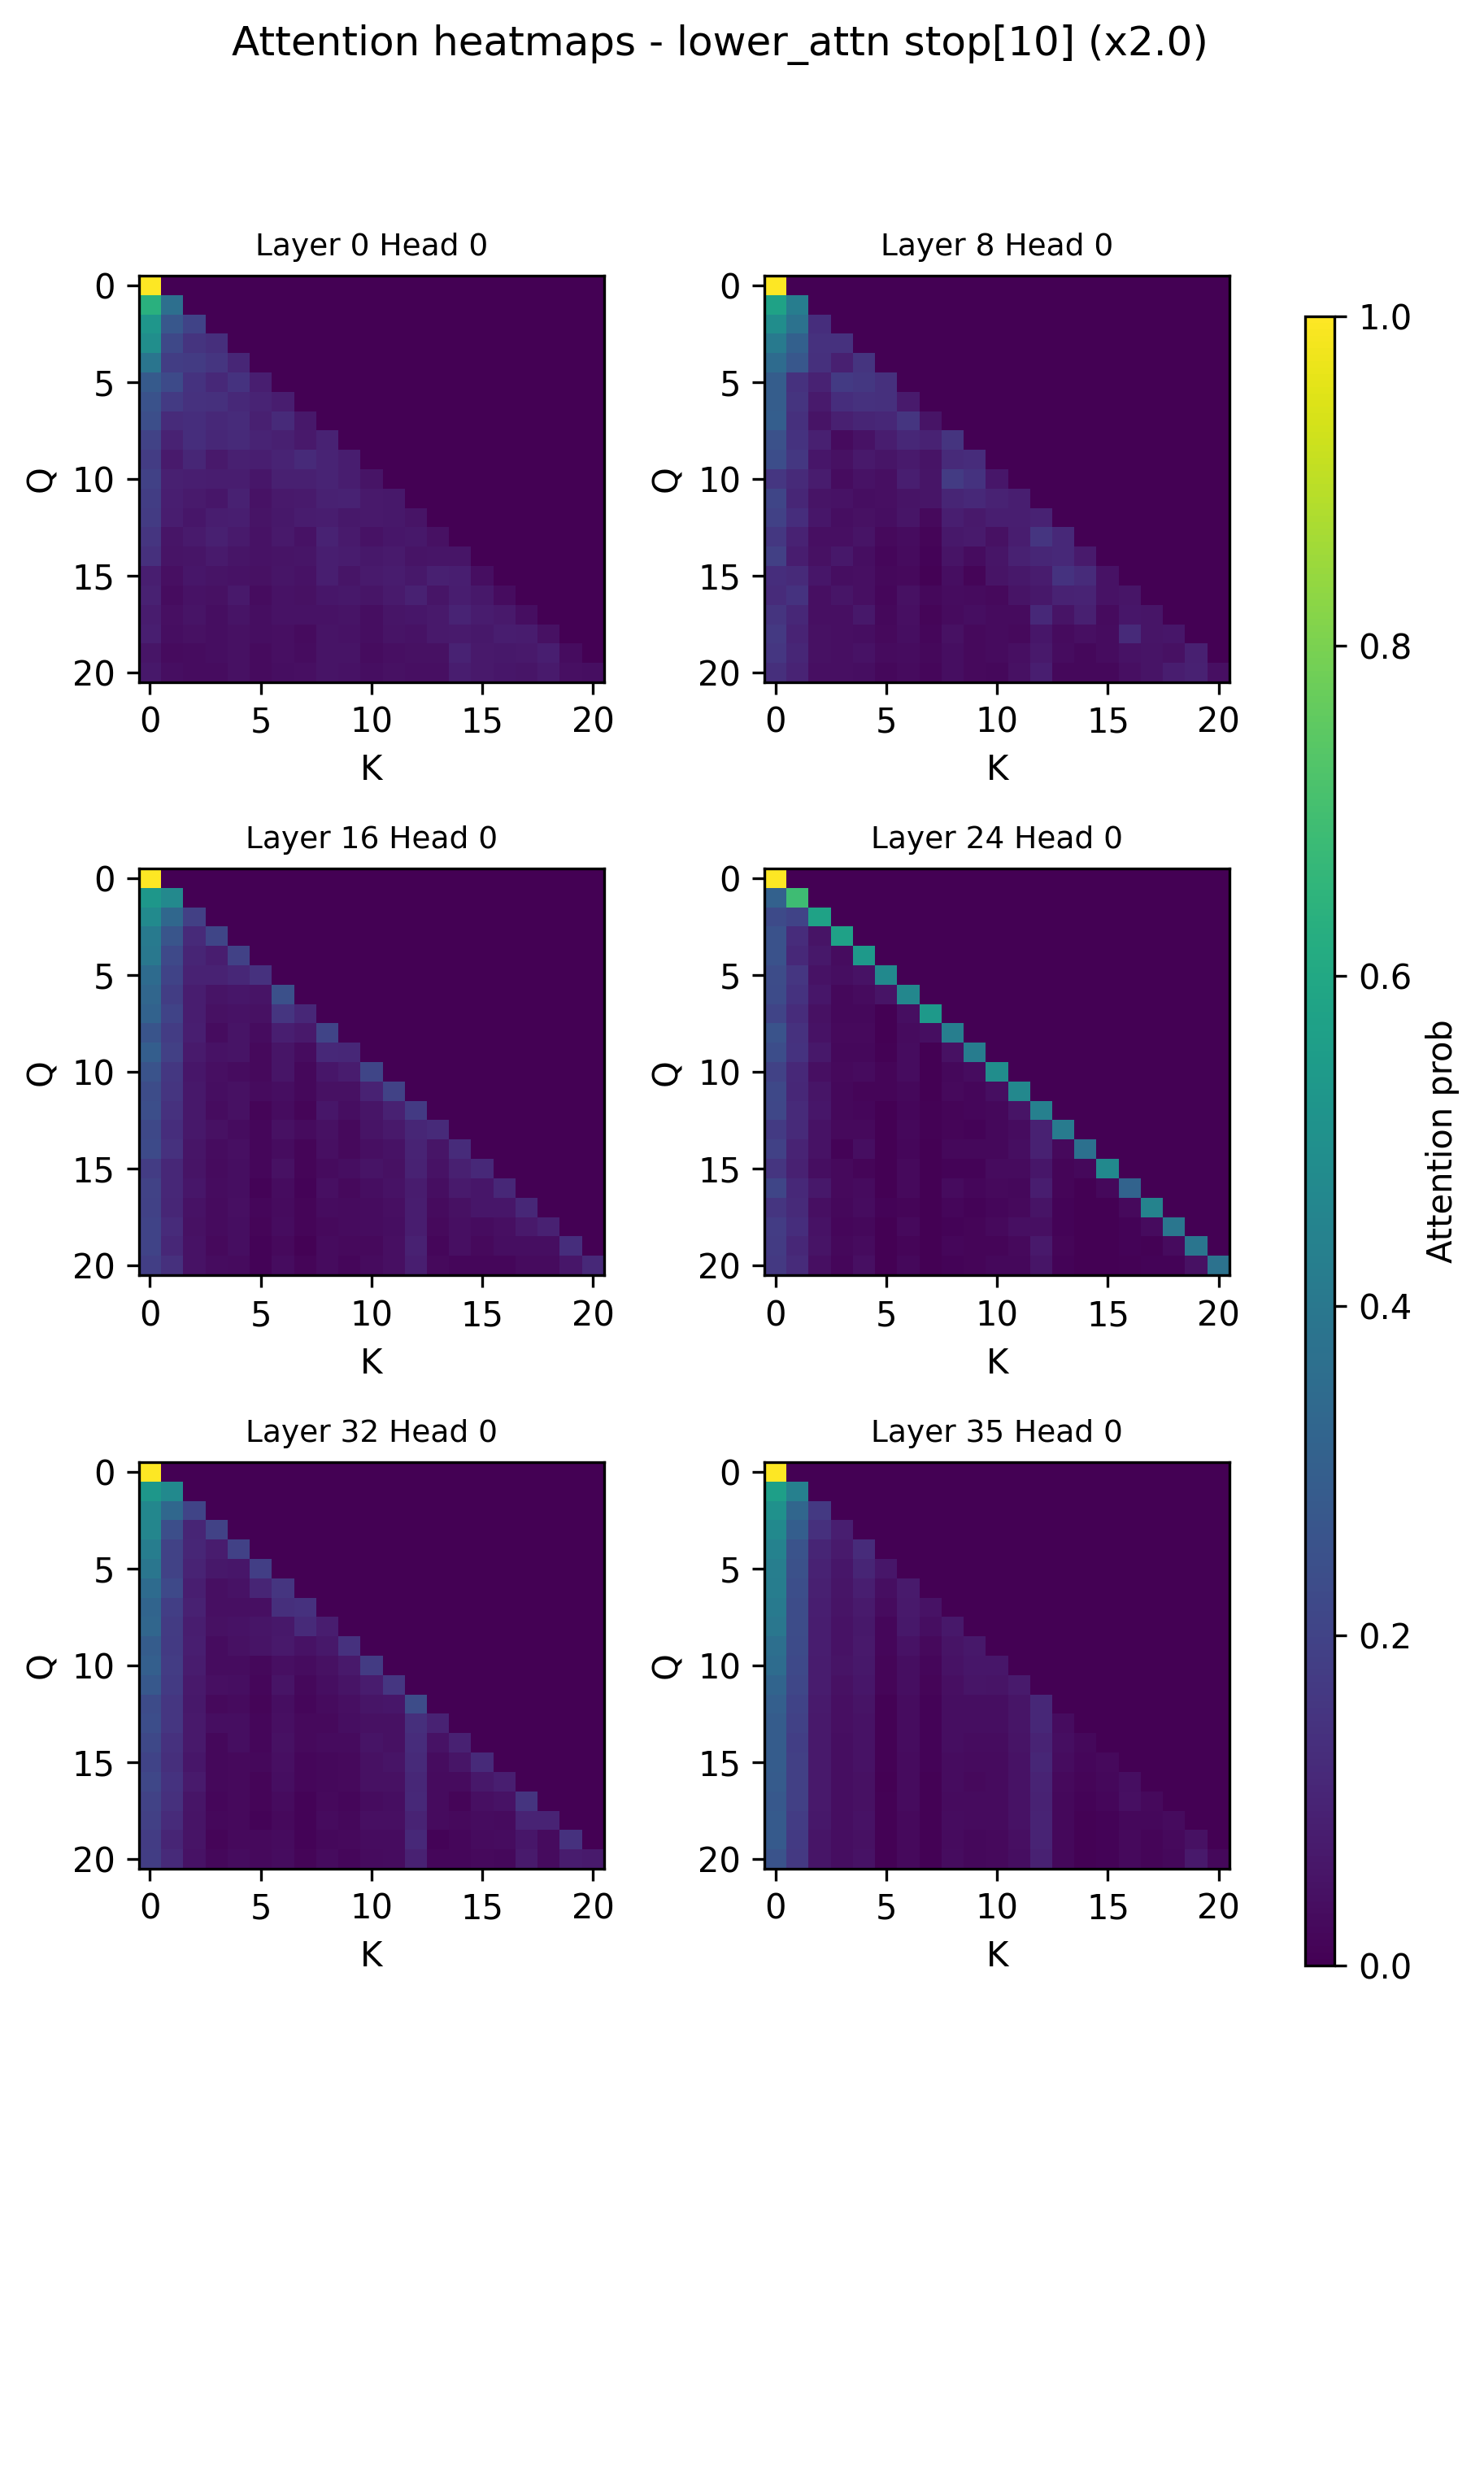 Attention heatmaps - lower_attn stop[10] (x2.0)
Layer 0 Head 0
0
5
10
15
20
Q
0 5 10 15 20
K
Layer 8 Head 0
0
5
10
15
20
Q
0 5 10 15 20
K
Layer 16 Head 0
0
5
10
15
20
Q
0 5 10 15 20
K
Layer 24 Head 0
0
5
10
15
20
Q
0 5 10 15 20
K
Layer 32 Head 0
0
5
10
15
20
Q
0 5 10 15 20
K
Layer 35 Head 0
0
5
10
15
20
Q
0 5 10 15 20
K
1.0
0.8
0.6
0.4
0.2
0.0
Attention prob